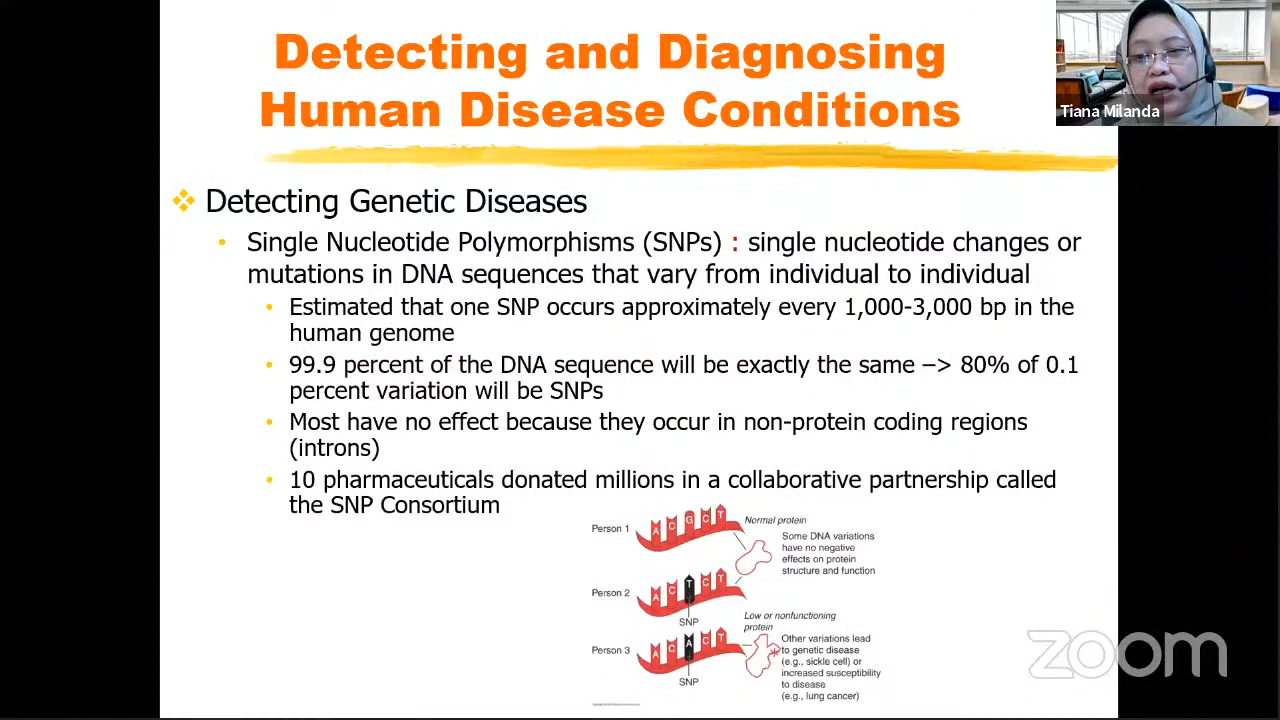 Detecting and Diagnosing
Human Disease Conditions
Tiana Milanda
Detecting Genetic Diseases
Single Nucleotide Polymorphisms (SNPs) : single nucleotide changes or
mutations in DNA sequences that vary from individual to individual
Estimated that one SNP occurs approximately every 1,000-3,000 bp in the
human genome
99.9 percent of the DNA sequence will be exactly the same –> 80% of 0.1
percent variation will be SNPs
Most have no effect because they occur in non-protein coding regions
(introns)
10 pharmaceuticals donated millions in a collaborative partnership called
the SNP Consortium
Person 1
A C G C T
Normal protein
Some DNA variations
have no negative
effects on protein
structure and function
Person 2
A C T C T
SNP
Low or nonfunctioning
protein
Person 3
A C A C T
SNP
Other variations lead
to genetic disease
(e.g., sickle cell) or
increased susceptibility
to disease
(e.g., lung cancer)
zoom